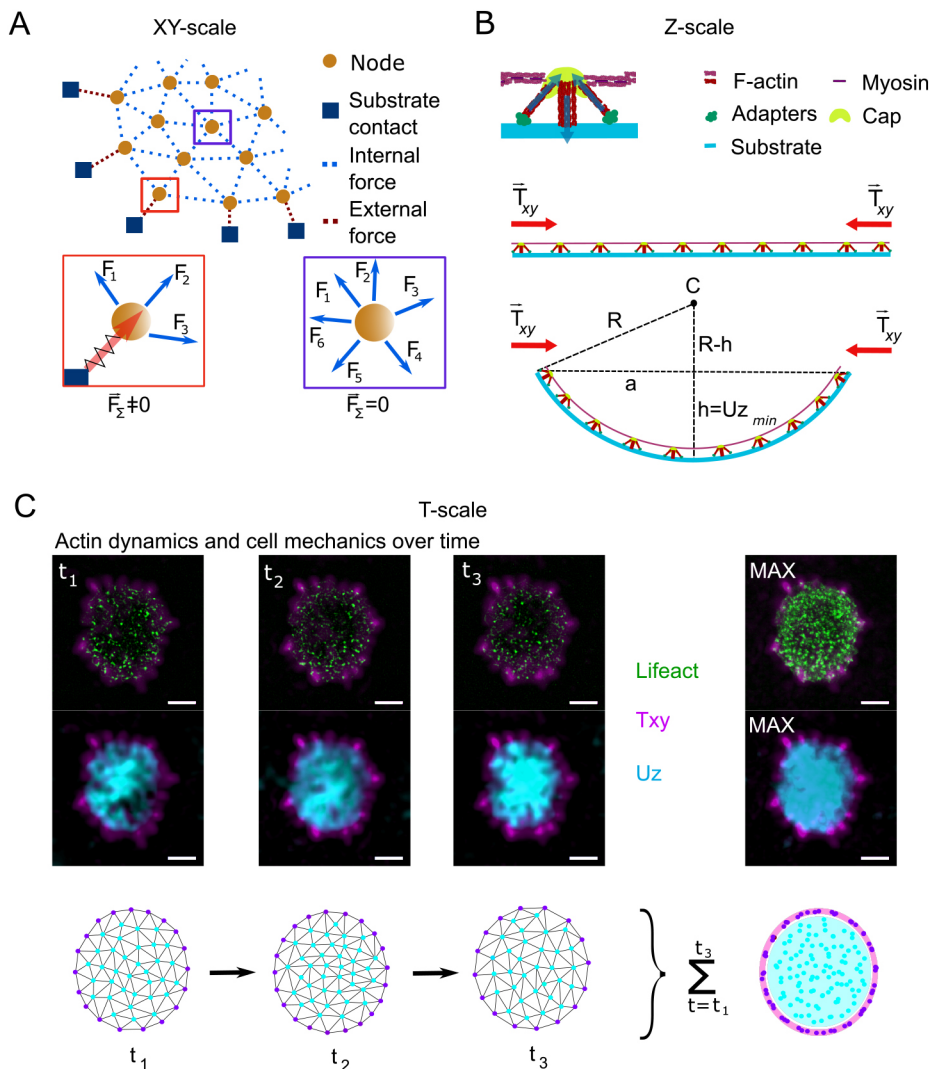 A
XY-scale
Node
Substrate
contact
Internal
force
External
force
F₁
F₂
F₃
F⃗Σ≠0
F₁
F₂
F₃
F₄
F₅
F₆
F⃗Σ=0
B
Z-scale
F-actin
Myosin
Adapters
Cap
Substrate
T⃗xy
T⃗xy
C
R
T⃗xy
T⃗xy
R-h
a
h=Uz min
C
T-scale
Actin dynamics and cell mechanics over time
t₁
t₂
t₃
MAX
Lifeact
Txy
Uz
MAX
t₃
∑
t=t₁
t₁
t₂
t₃